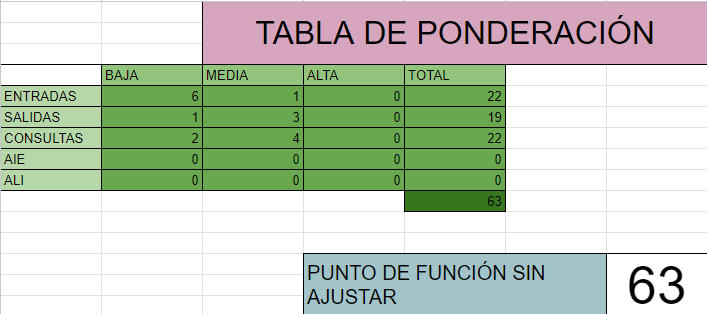 TABLA DE PONDERACIÓN
BAJA MEDIA ALTA TOTAL
ENTRADAS 6 1 0 22
SALIDAS 1 3 0 19
CONSULTAS 2 4 0 22
AIE 0 0 0 0
ALI 0 0 0 0
63
PUNTO DE FUNCIÓN SIN
AJUSTAR
63